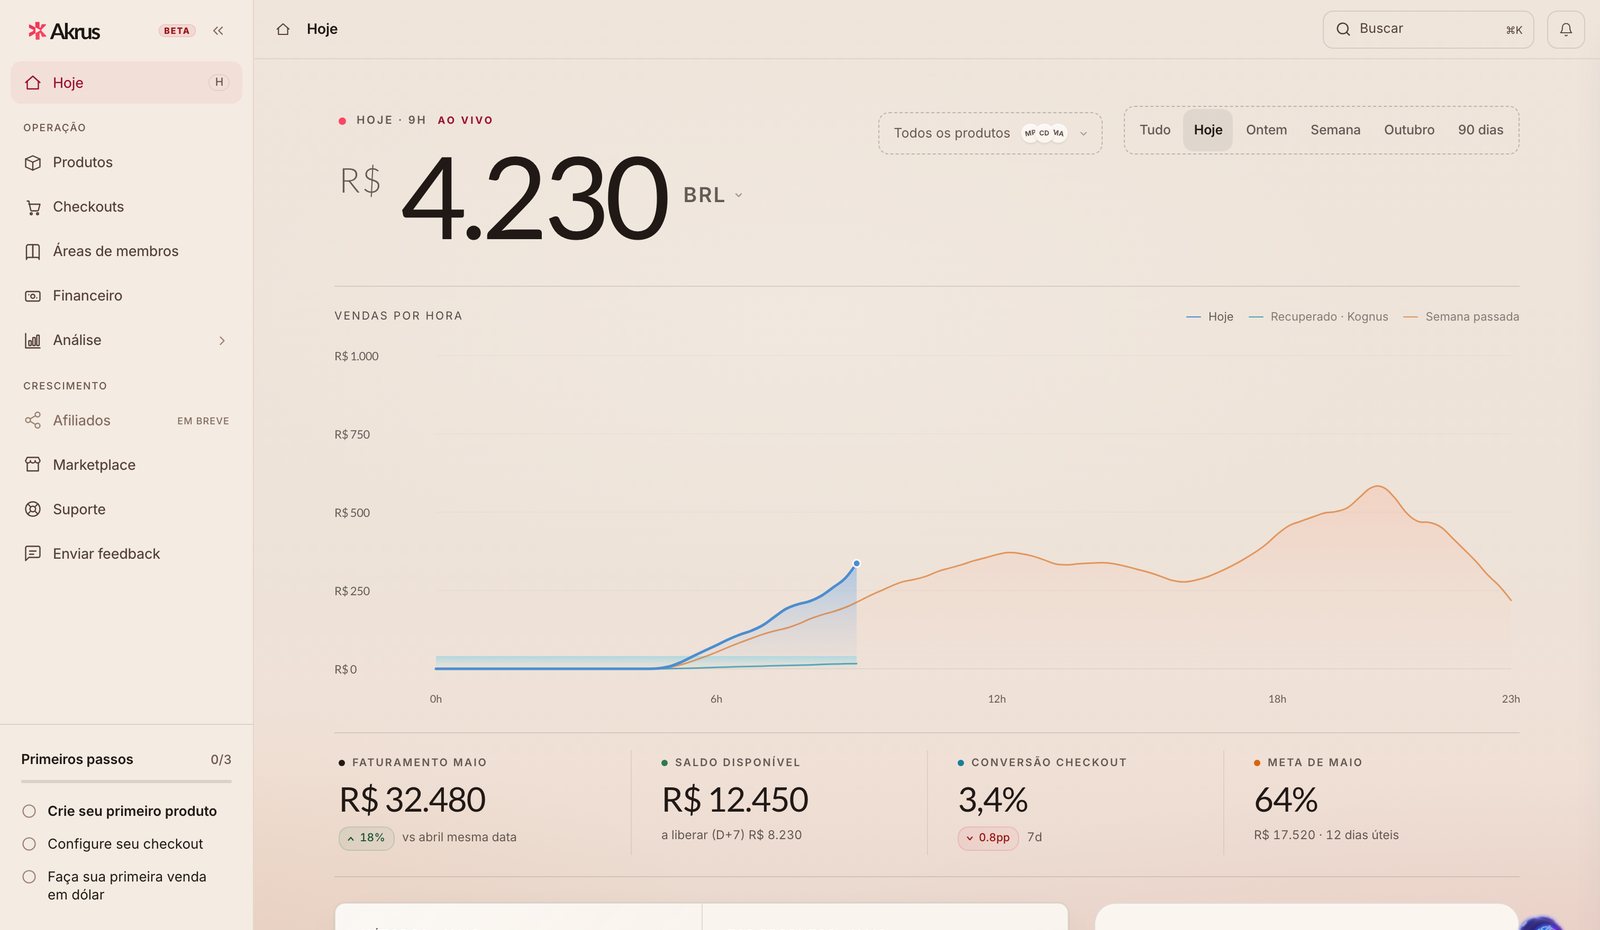 Akrus
BETA
Hoje
H
OPERAÇÃO
Produtos
Checkouts
Áreas de membros
Financeiro
Análise
CRESCIMENTO
Afiliados
EM BREVE
Marketplace
Suporte
Enviar feedback
Primeiros passos
0/3
Crie seu primeiro produto
Configure seu checkout
Faça sua primeira venda
em dólar
Hoje
Buscar
⌘K
HOJE · 9H AO VIVO
R$ 4.230 BRL
Todos os produtos
MP CD MA
Tudo Hoje Ontem Semana Outubro 90 dias
VENDAS POR HORA
Hoje Recuperado · Kognus Semana passada
R$ 1.000
R$ 750
R$ 500
R$ 250
R$ 0
0h 6h 12h 18h 23h
FATURAMENTO MAIO
R$ 32.480
18% vs abril mesma data
SALDO DISPONÍVEL
R$ 12.450
a liberar (D+7) R$ 8.230
CONVERSÃO CHECKOUT
3,4%
0.8pp 7d
META DE MAIO
64%
R$ 17.520 · 12 dias úteis